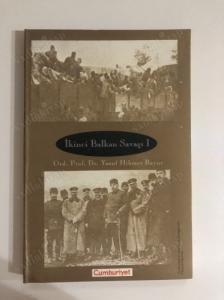 İkinci Balkan Savaşı I
Ord. Prof. Dr. Yusuf Hikmet Bayur
Cumhuriyet